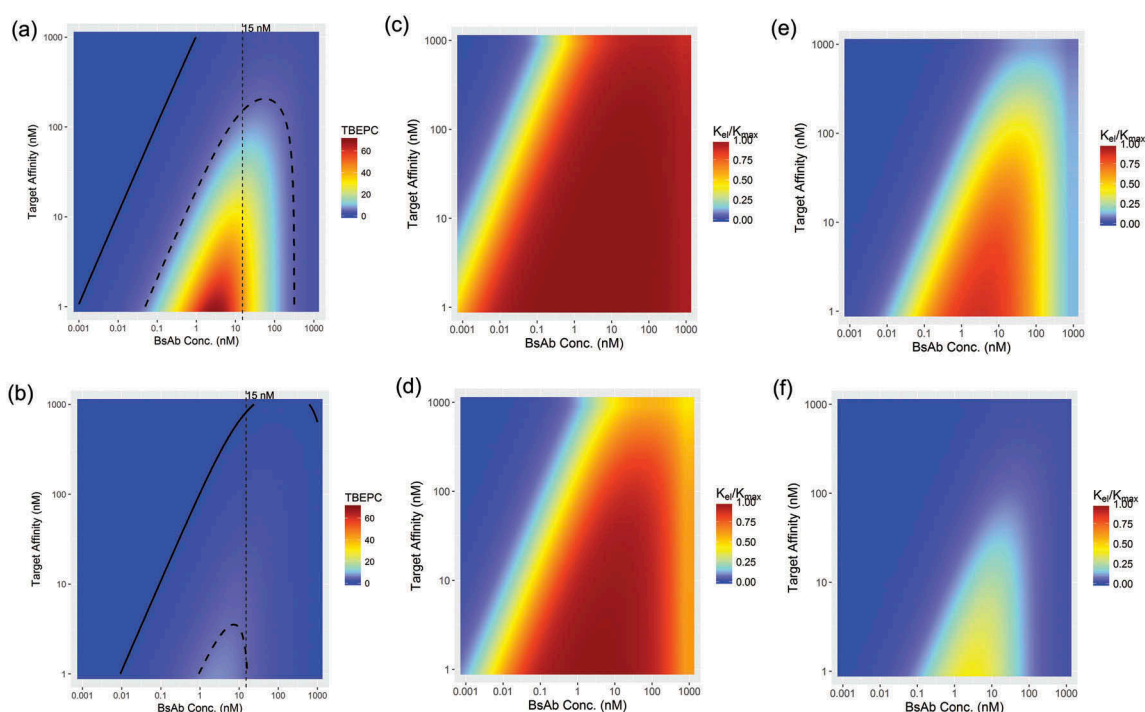 (a)
15 nM
1000
100
10
1
Target Affinity (nM)
0.001 0.01 0.1 1 10 100 1000
BsAb Conc. (nM)
TBEPC
60
40
20
0
(c)
1000
100
10
1
Target Affinity (nM)
0.001 0.01 0.1 1 10 100 1000
BsAb Conc. (nM)
Kel/Kmax
1.00
0.75
0.50
0.25
0.00
(e)
1000
100
10
1
Target Affinity (nM)
0.001 0.01 0.1 1 10 100 1000
BsAb Conc. (nM)
Kel/Kmax
1.00
0.75
0.50
0.25
0.00
(b)
15 nM
1000
100
10
1
Target Affinity (nM)
0.001 0.01 0.1 1 10 100 1000
BsAb Conc. (nM)
TBEPC
60
40
20
0
(d)
1000
100
10
1
Target Affinity (nM)
0.001 0.01 0.1 1 10 100 1000
BsAb Conc. (nM)
Kel/Kmax
1.00
0.75
0.50
0.25
0.00
(f)
1000
100
10
1
Target Affinity (nM)
0.001 0.01 0.1 1 10 100 1000
BsAb Conc. (nM)
Kel/Kmax
1.00
0.75
0.50
0.25
0.00